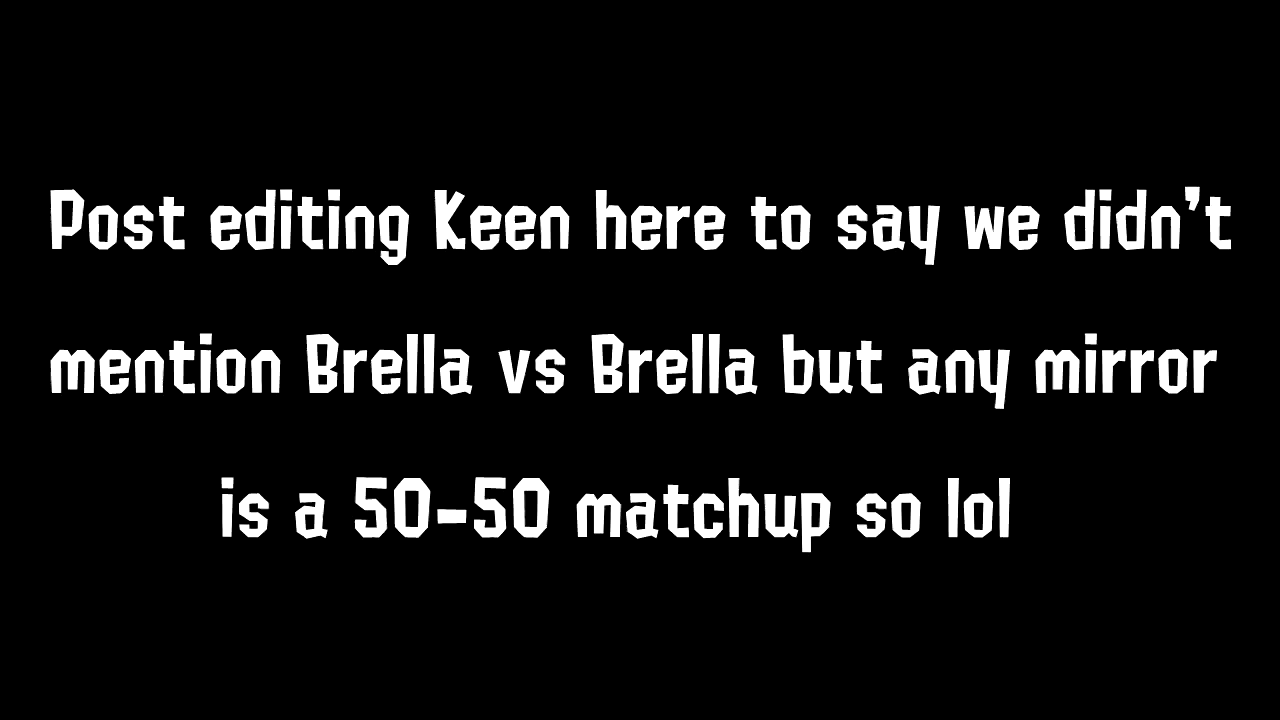 Post editing Keen here to say we didn't
mention Brella vs Brella but any mirror
is a 50-50 matchup so lol